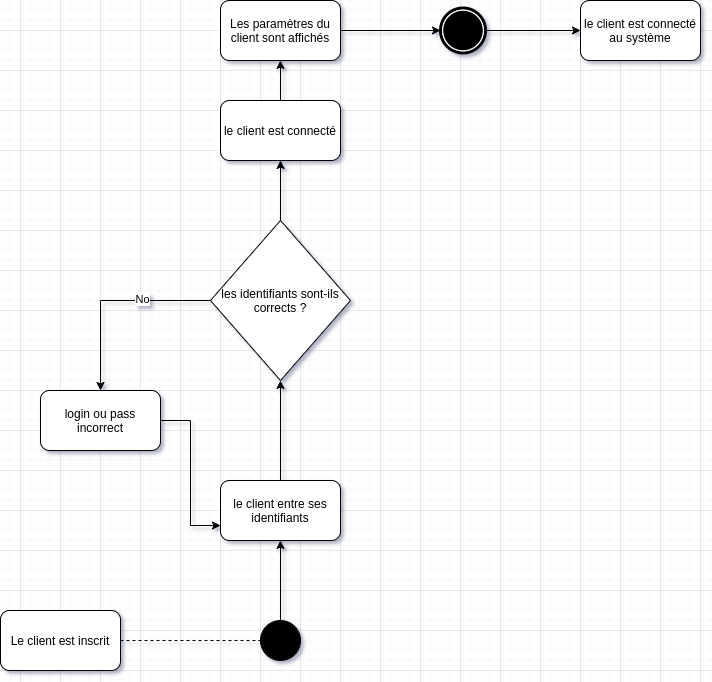 Les paramètres du
client sont affichés
le client est connecté
au système
le client est connecté
les identifiants sont-ils
corrects ?
No
login ou pass
incorrect
le client entre ses
identifiants
Le client est inscrit